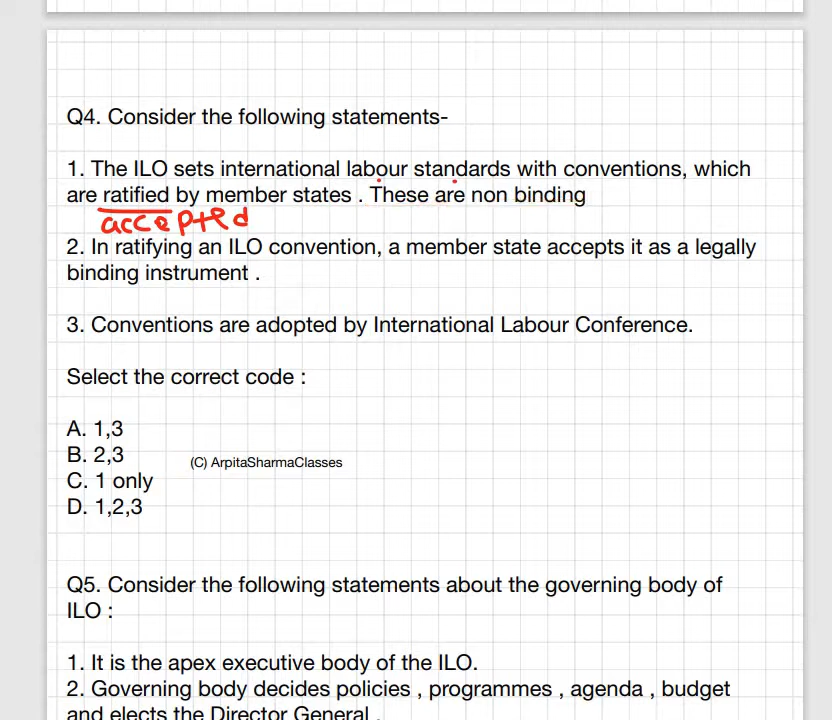 Q4. Consider the following statements-
1. The ILO sets international labour standards with conventions, which
are ratified by member states . These are non binding
accepted
2. In ratifying an ILO convention, a member state accepts it as a legally
binding instrument .
3. Conventions are adopted by International Labour Conference.
Select the correct code :
A. 1,3
B. 2,3
(C) ArpitaSharmaClasses
C. 1 only
D. 1,2,3
Q5. Consider the following statements about the governing body of
ILO :
1. It is the apex executive body of the ILO.
2. Governing body decides policies , programmes , agenda , budget
and elects the Director General .